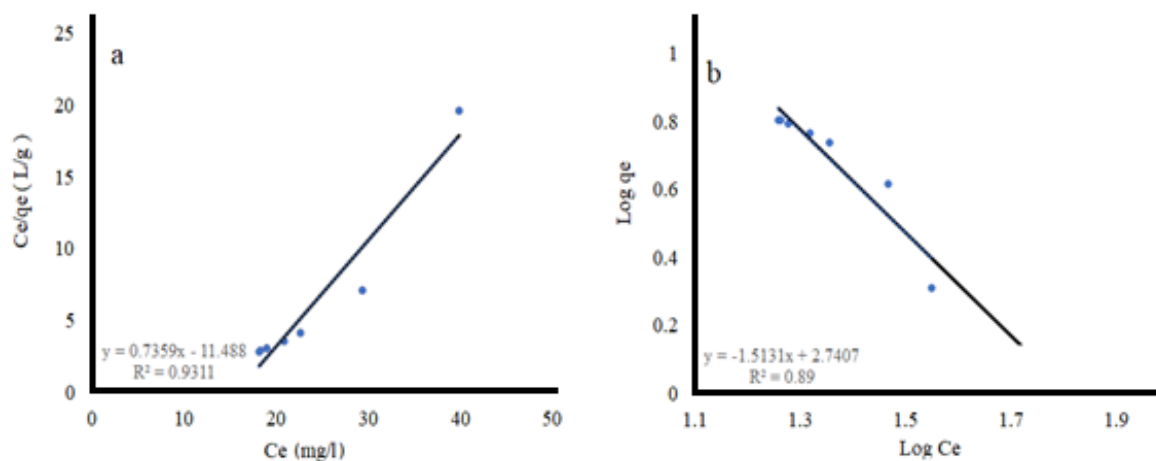 a
25
20
15
10
5
0
Ce/qe ( L/g )
y = 0.7359x - 11.488
R² = 0.9311
0 10 20 30 40 50
Ce (mg/l)
b
1
0.8
0.6
0.4
0.2
0
Log qe
y = -1.5131x + 2.7407
R² = 0.89
1.1 1.3 1.5 1.7 1.9
Log Ce